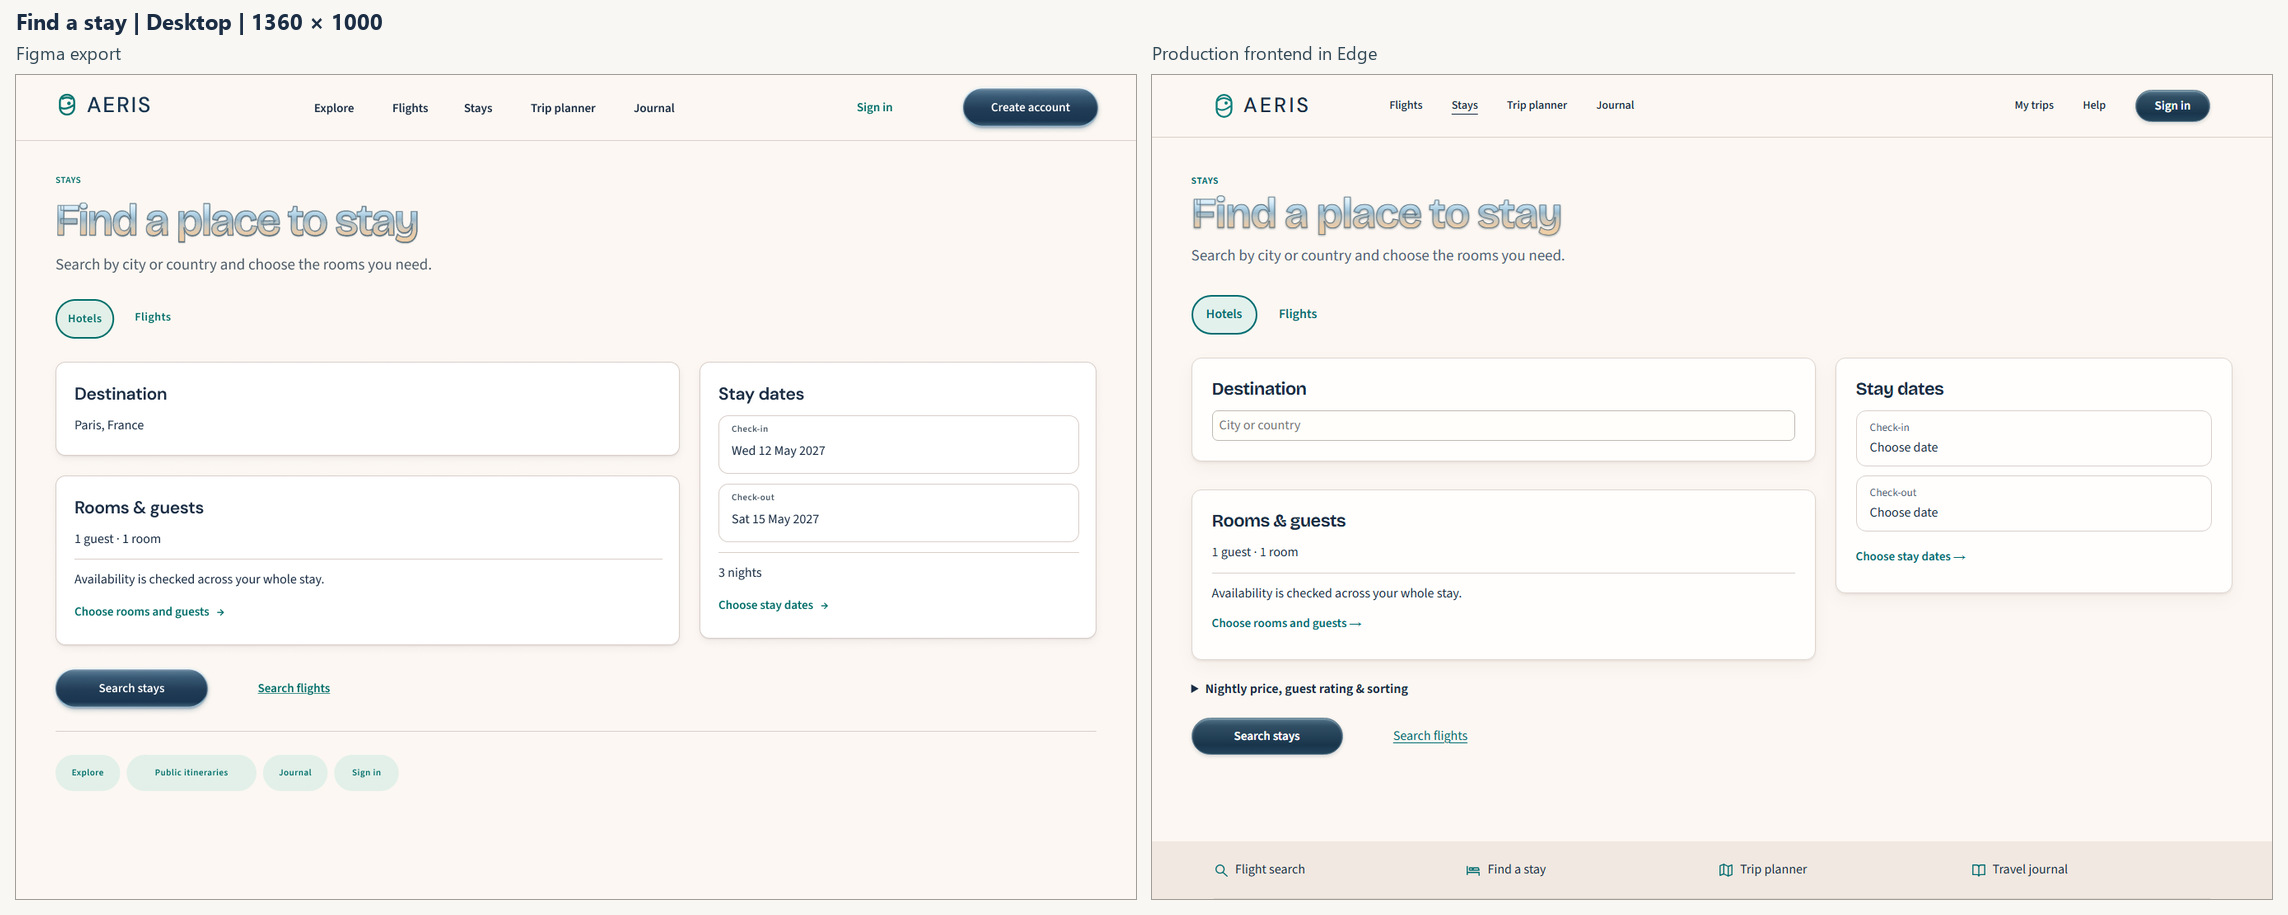 Find a stay | Desktop | 1360 × 1000
Figma export
AERIS
Explore Flights Stays Trip planner Journal Sign in Create account
STAYS
Find a place to stay
Search by city or country and choose the rooms you need.
Hotels Flights
Destination
Paris, France
Rooms & guests
1 guest · 1 room
Availability is checked across your whole stay.
Choose rooms and guests →
Stay dates
Check-in
Wed 12 May 2027
Check-out
Sat 15 May 2027
3 nights
Choose stay dates →
Search stays Search flights
Explore Public itineraries Journal Sign in
Production frontend in Edge
AERIS
Flights Stays Trip planner Journal My trips Help Sign in
STAYS
Find a place to stay
Search by city or country and choose the rooms you need.
Hotels Flights
Destination
City or country
Rooms & guests
1 guest · 1 room
Availability is checked across your whole stay.
Choose rooms and guests →
Stay dates
Check-in
Choose date
Check-out
Choose date
Choose stay dates →
▶ Nightly price, guest rating & sorting
Search stays Search flights
Flight search Find a stay Trip planner Travel journal